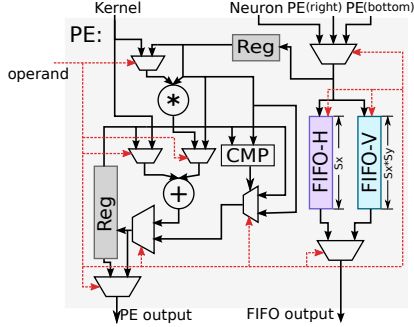 Kernel
Neuron PE(right) PE(bottom)
PE:
Reg
operand
*
FIFO-H
Sx
FIFO-V
Sx*Sy
CMP
+
Reg
PE output
FIFO output